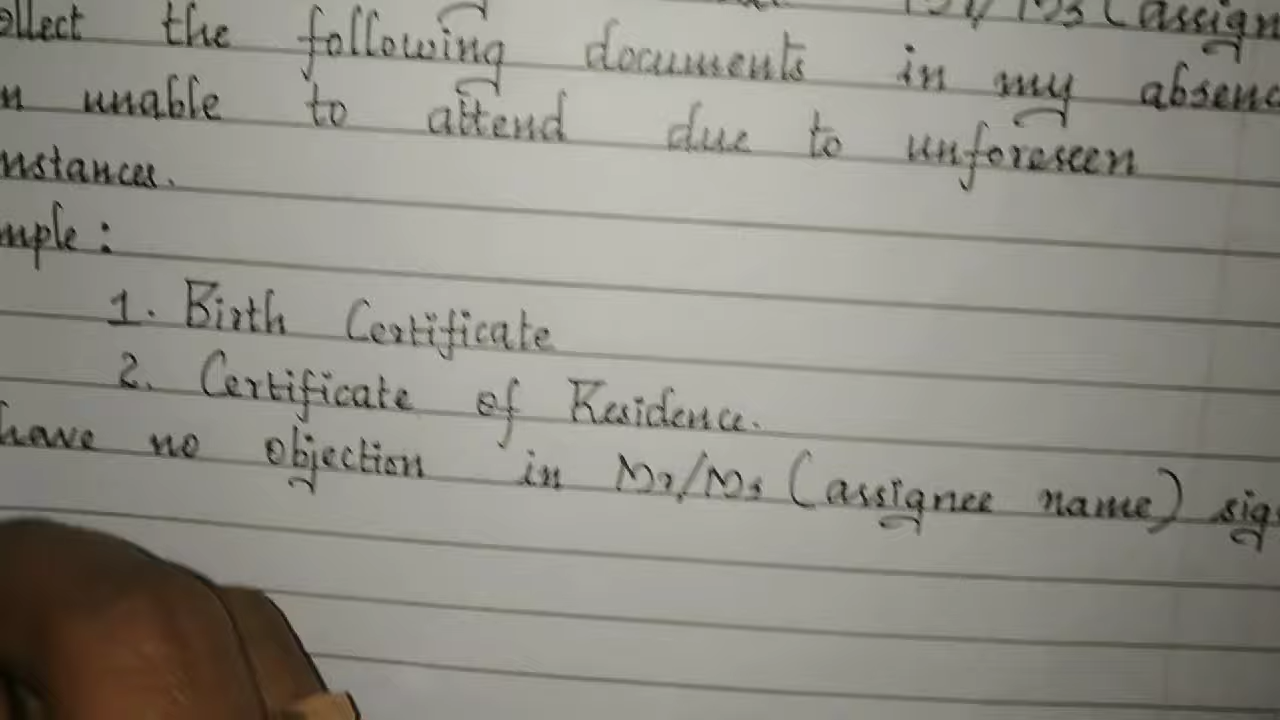 ollect the following documents in my absenc
m unable to attend due to unforeseen
mstances.
mple:
1. Birth Certificate
2. Certificate of Residence.
have no objection in Mr/Ms (assignee name) sig